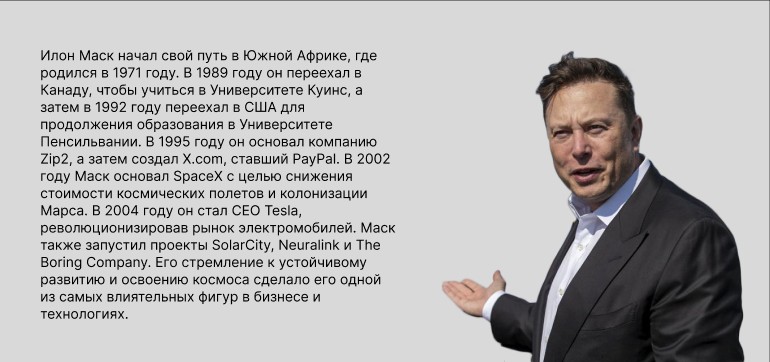 Илон Маск начал свой путь в Южной Африке, где
родился в 1971 году. В 1989 году он переехал в
Канаду, чтобы учиться в Университете Куинс, а
затем в 1992 году переехал в США для
продолжения образования в Университете
Пенсильвании. В 1995 году он основал компанию
Zip2, а затем создал X.com, ставший PayPal. В 2002
году Маск основал SpaceX с целью снижения
стоимости космических полетов и колонизации
Марса. В 2004 году он стал CEO Tesla,
революционизировав рынок электромобилей. Маск
также запустил проекты SolarCity, Neuralink и The
Boring Company. Его стремление к устойчивому
развитию и освоению космоса сделало его одной
из самых влиятельных фигур в бизнесе и
технологиях.